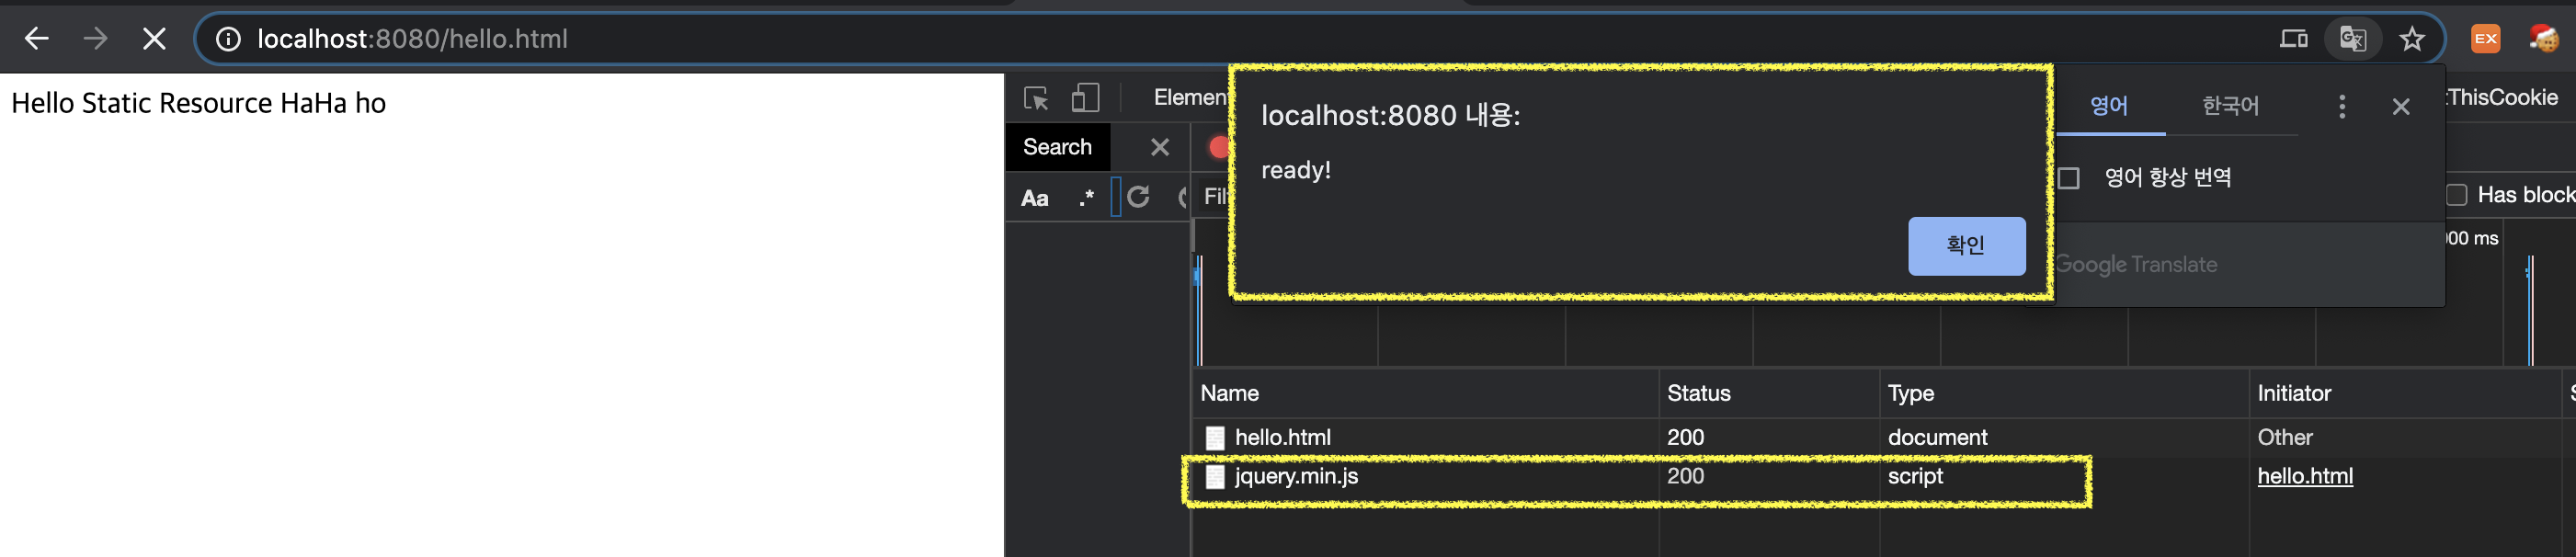 localhost:8080/hello.html
EX
Hello Static Resource HaHa ho
Elemen
tThisCookie
localhost:8080 내용:
ready!
확인
영어
한국어
영어 항상 번역
Google Translate
Search
Aa
.*
Filt
Has block
00 ms
Name Status Type Initiator
hello.html 200 document Other
jquery.min.js 200 script hello.html